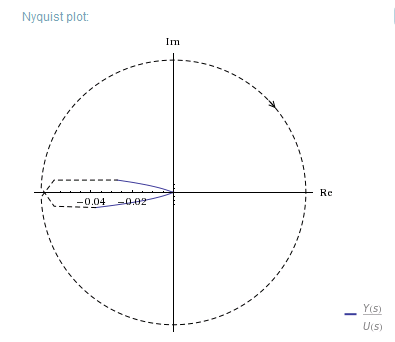 Nyquist plot:
Im
Re
−0.04 −0.02
Y(s)
U(s)